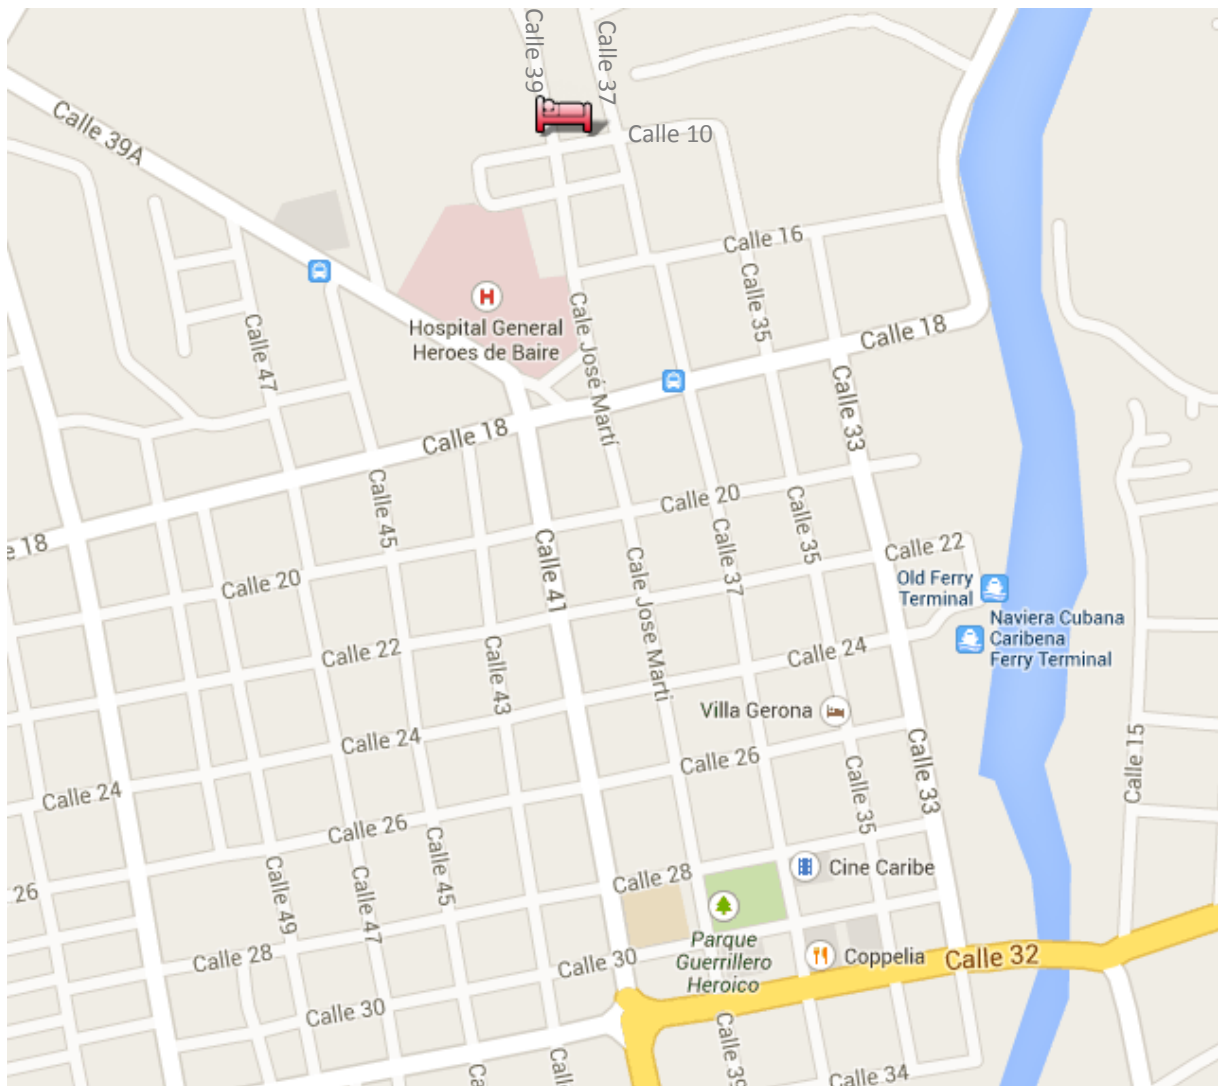 Calle 39
Calle 37
Calle 39A
Calle 10
Calle 16
Calle 35
H
Hospital General
Heroes de Baire
Cale José Martí
Calle 18
Calle 47
Calle 33
Calle 18
Calle 45
Calle 20
Calle 35
Calle 37
e 18
Calle 41
Calle 22
Calle 20
Cale José Martí
Old Ferry
Terminal
Naviera Cubana
Caribena
Ferry Terminal
Calle 22
Calle 43
Calle 24
Villa Gerona
Calle 24
Calle 26
Calle 33
Calle 15
Calle 24
Calle 35
Calle 26
Calle 45
Calle 28
Cine Caribe
26
Calle 49
Calle 47
Parque
Guerrillero
Heroico
Coppelia
Calle 32
Calle 28
Calle 30
Calle 30
Calle 39
Calle 34
Ca
Calle